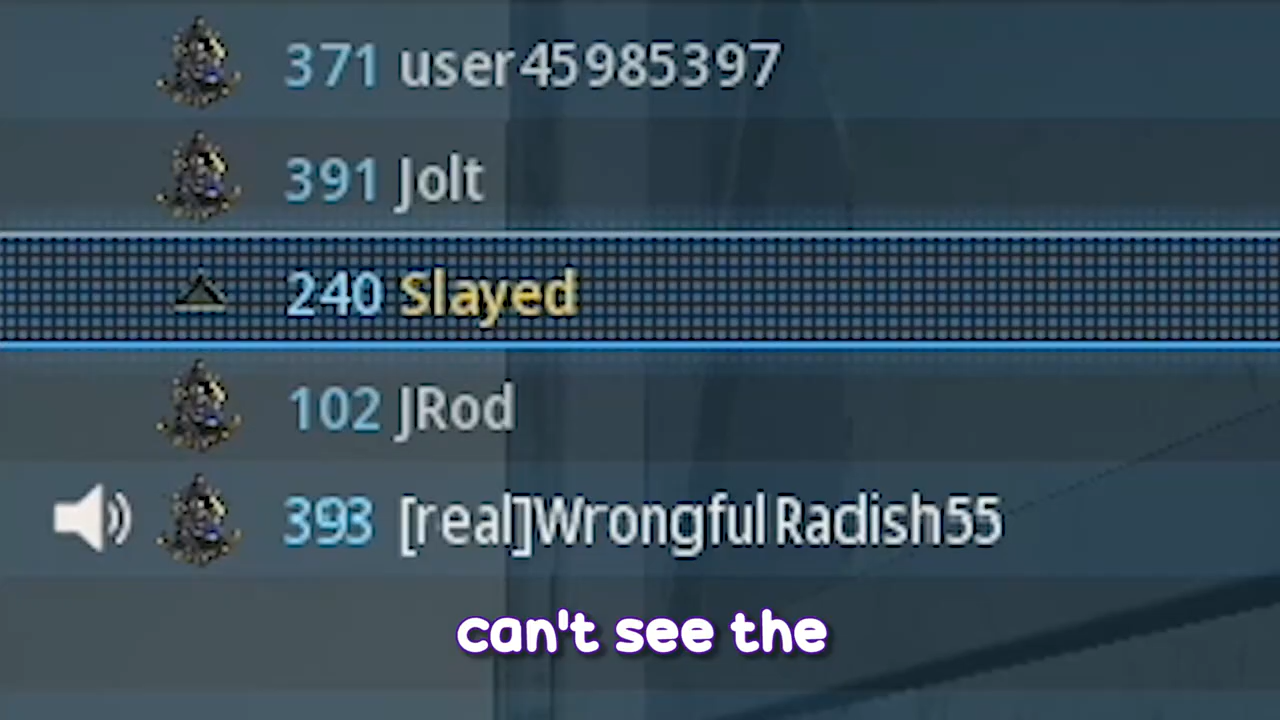 371 user45985397
391 Jolt
240 Slayed
102 JRod
393 [real]WrongfulRadish55
can't see the